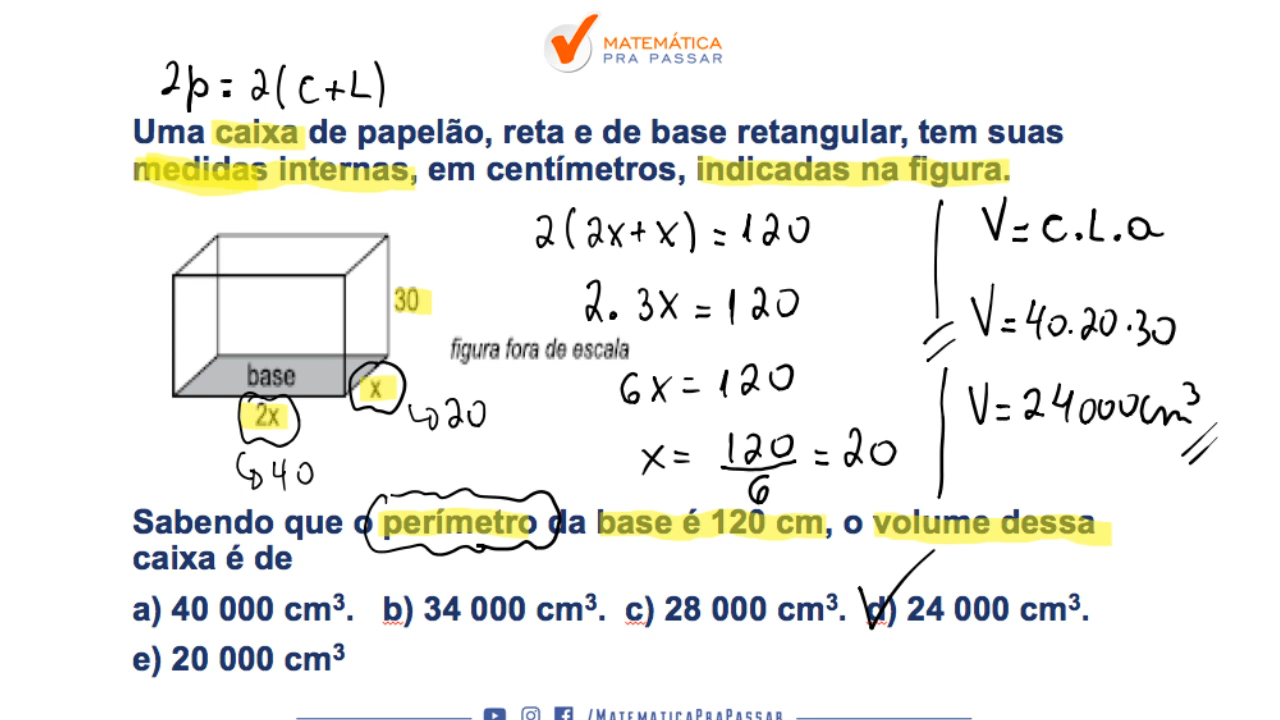 MATEMÁTICA
PRA PASSAR
2p = 2(C+L)
Uma caixa de papelão, reta e de base retangular, tem suas
medidas internas, em centímetros, indicadas na figura.
2(2x+x) = 120
V = C.L.a
30
2. 3x = 120
V = 40.20.30
figura fora de escala
base
x
6x = 120
2x
20
V = 24000cm³
40
x = 120/6 = 20
Sabendo que o perímetro da base é 120 cm, o volume dessa
caixa é de
a) 40 000 cm³. b) 34 000 cm³. c) 28 000 cm³. d) 24 000 cm³.
e) 20 000 cm³
/MATEMATICAPRAPASSAR